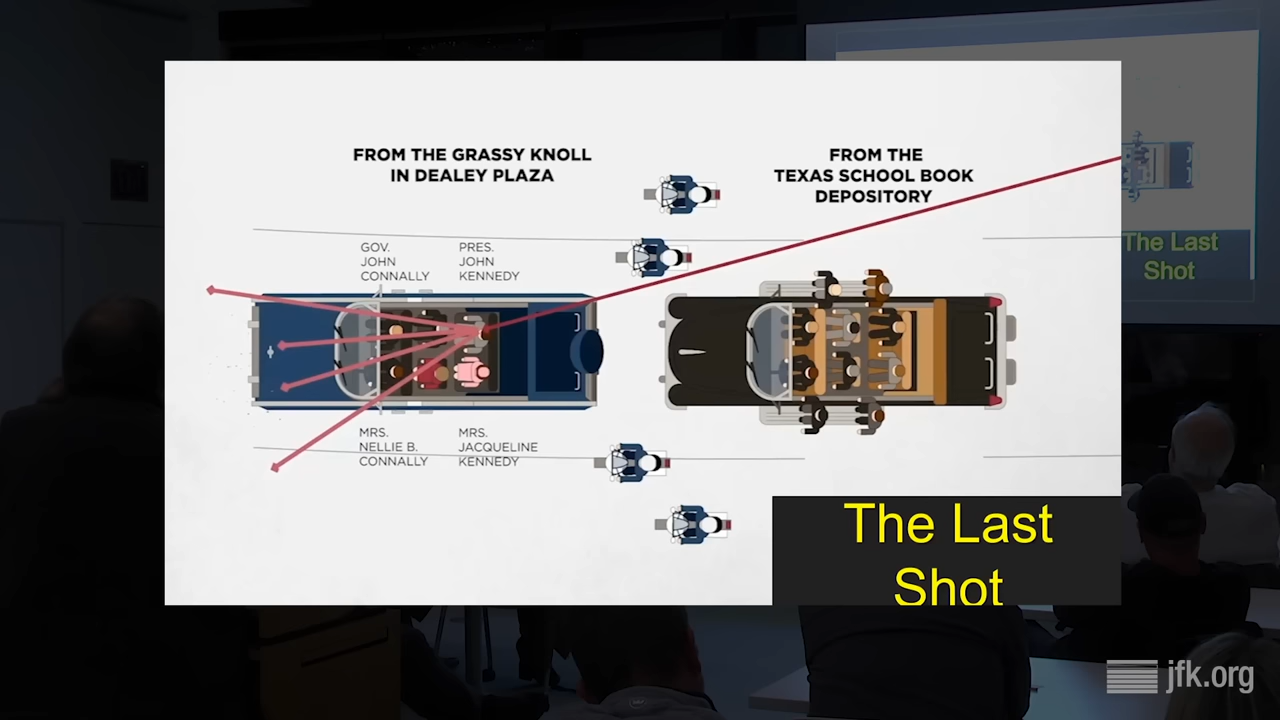 FROM THE GRASSY KNOLL
IN DEALEY PLAZA
FROM THE
TEXAS SCHOOL BOOK
DEPOSITORY
GOV.
JOHN
CONNALLY
PRES.
JOHN
KENNEDY
MRS.
NELLIE B.
CONNALLY
MRS.
JACQUELINE
KENNEDY
The Last
Shot
The Last
Shot
jfk.org